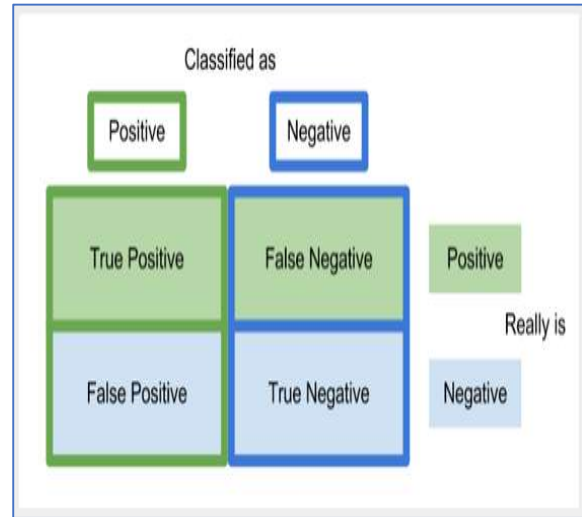 Classified as
Positive
Negative
True Positive
False Negative
Positive
Really is
False Positive
True Negative
Negative